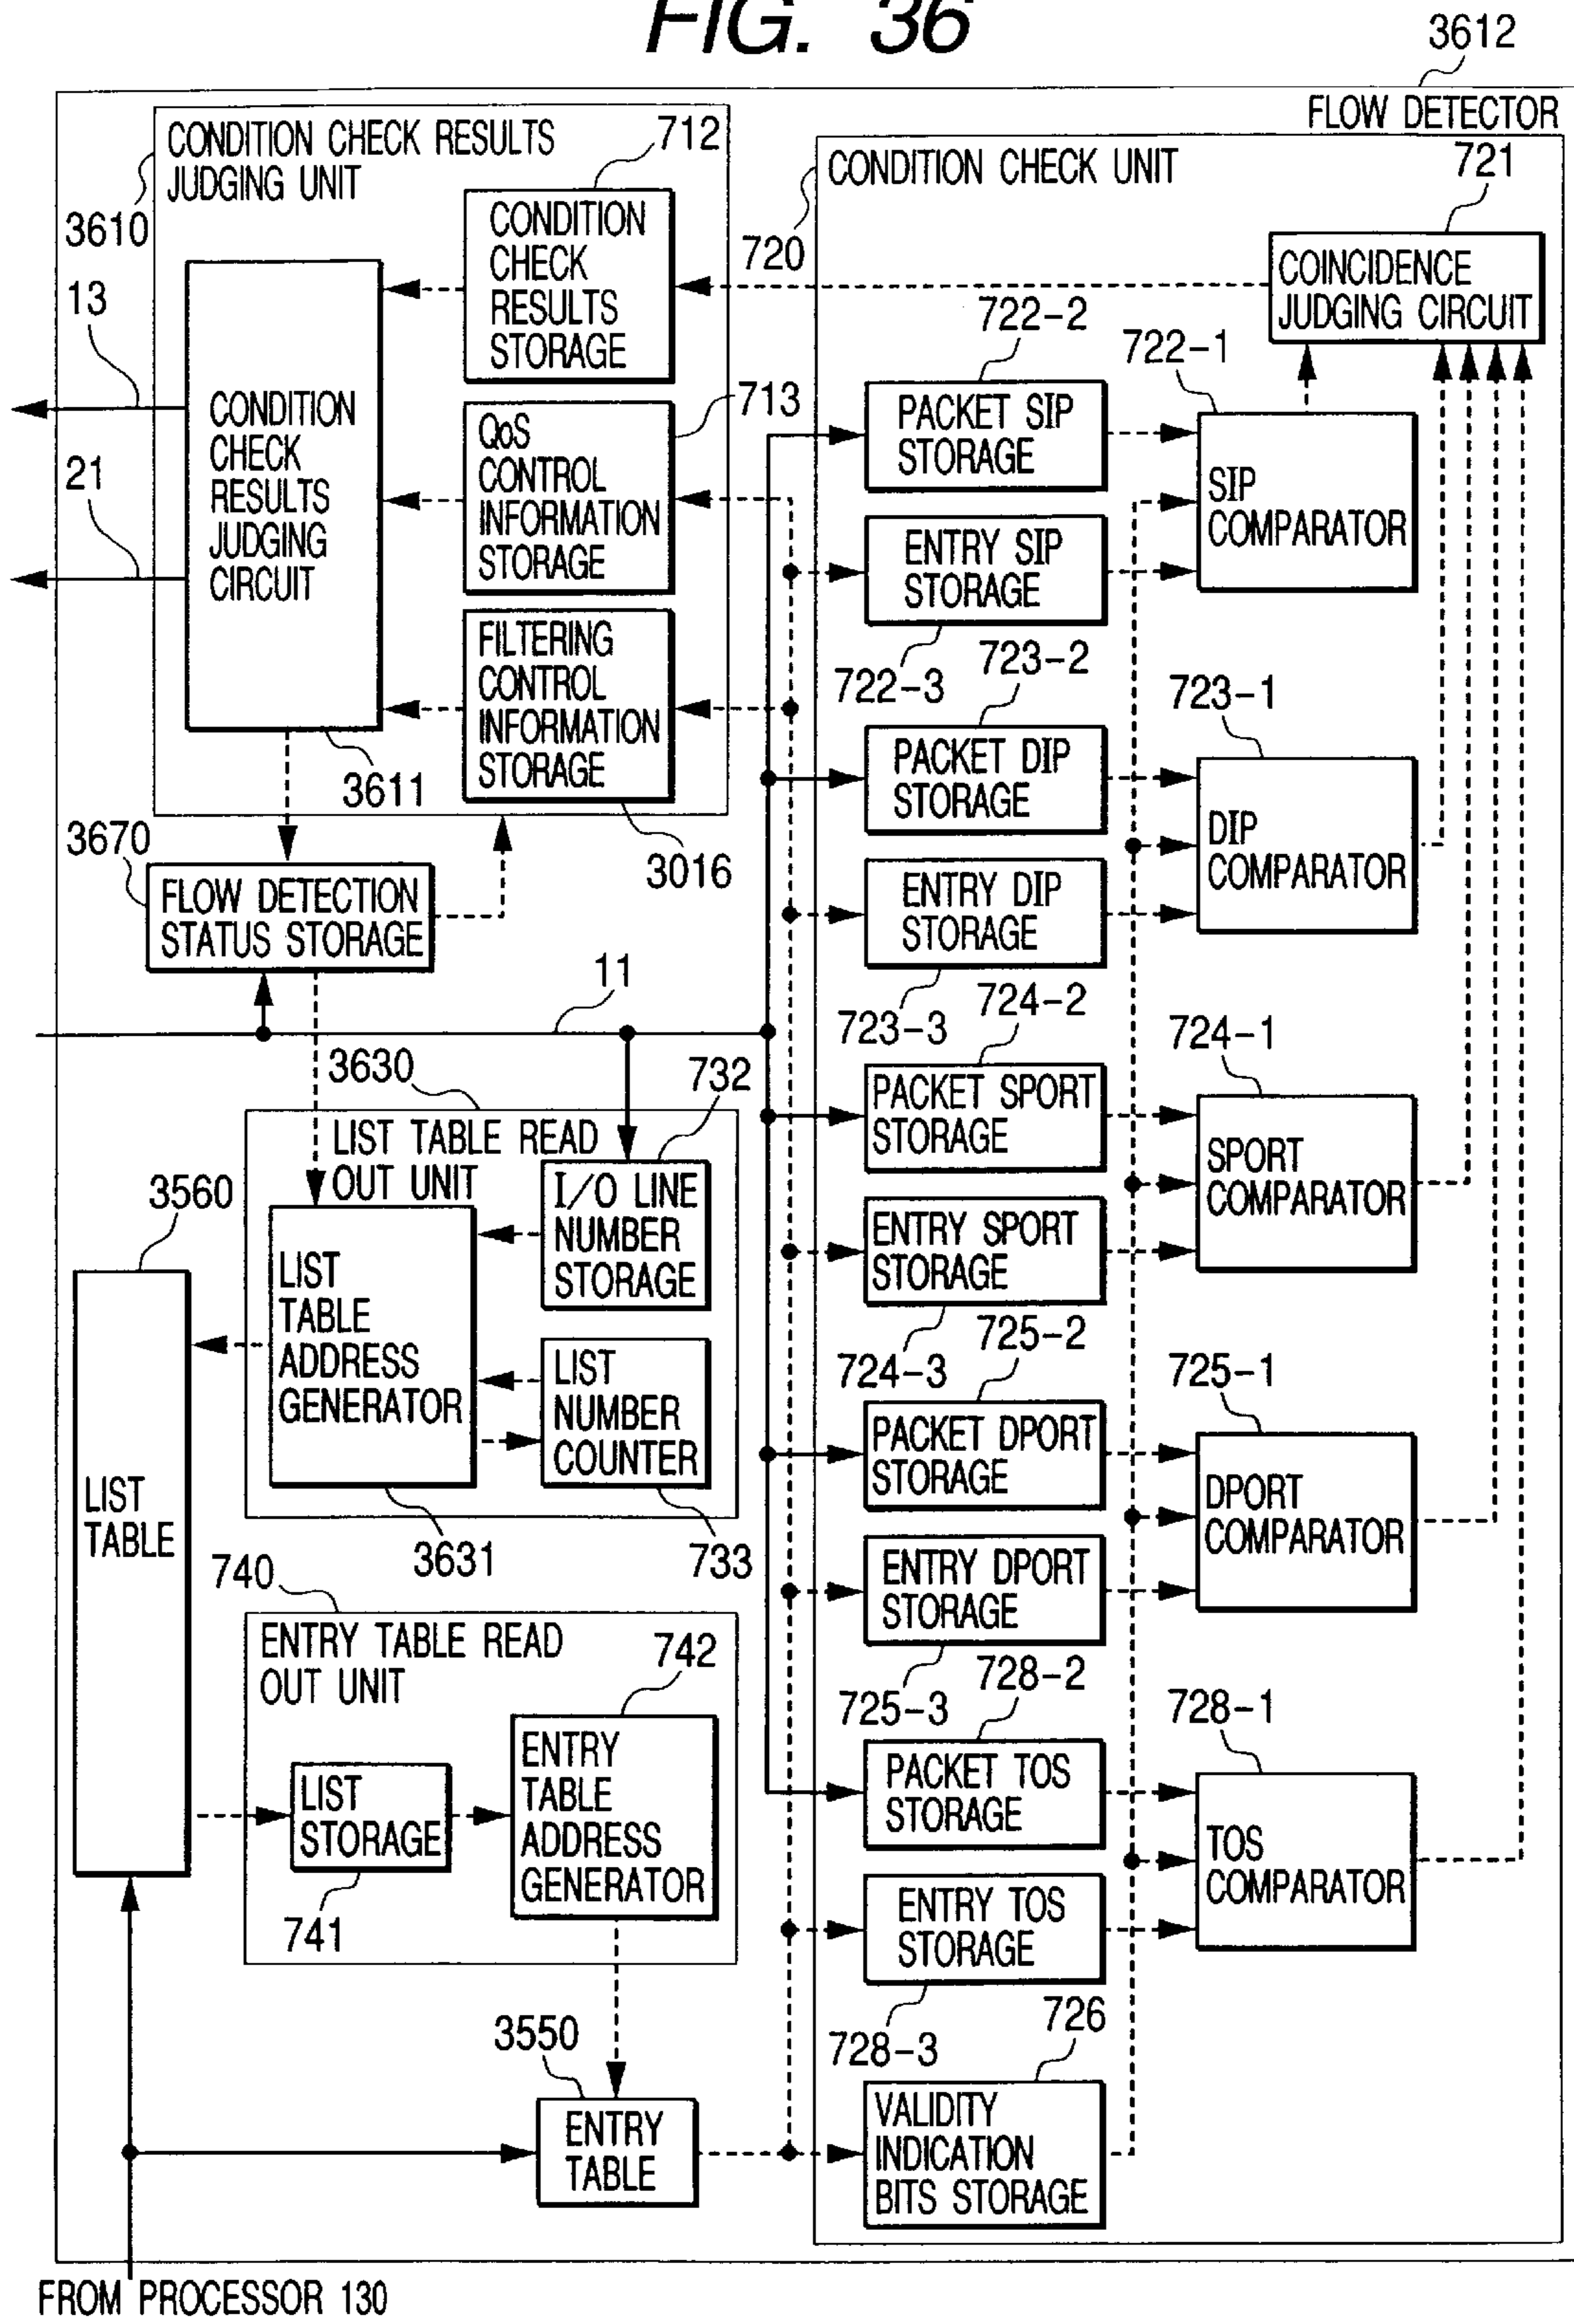 FIG. 36
3612
FLOW DETECTOR
CONDITION CHECK RESULTS
JUDGING UNIT
3610
712
CONDITION
CHECK
RESULTS
STORAGE
13
21
CONDITION
CHECK
RESULTS
JUDGING
CIRCUIT
713
QoS
CONTROL
INFORMATION
STORAGE
FILTERING
CONTROL
INFORMATION
STORAGE
3611
3016
3670
FLOW DETECTION
STATUS STORAGE
11
3630
732
LIST TABLE READ
OUT UNIT
I/O LINE
NUMBER
STORAGE
3560
LIST
TABLE
ADDRESS
GENERATOR
LIST
NUMBER
COUNTER
LIST
TABLE
3631
733
740
ENTRY TABLE READ
OUT UNIT
742
ENTRY
TABLE
ADDRESS
GENERATOR
LIST
STORAGE
741
3550
ENTRY
TABLE
FROM PROCESSOR 130
CONDITION CHECK UNIT
720
721
COINCIDENCE
JUDGING CIRCUIT
722-2
722-1
PACKET SIP
STORAGE
SIP
COMPARATOR
ENTRY SIP
STORAGE
722-3
723-2
723-1
PACKET DIP
STORAGE
DIP
COMPARATOR
ENTRY DIP
STORAGE
723-3
724-2
724-1
PACKET SPORT
STORAGE
SPORT
COMPARATOR
ENTRY SPORT
STORAGE
724-3
725-2
725-1
PACKET DPORT
STORAGE
DPORT
COMPARATOR
ENTRY DPORT
STORAGE
725-3
728-2
728-1
PACKET TOS
STORAGE
TOS
COMPARATOR
ENTRY TOS
STORAGE
728-3
726
VALIDITY
INDICATION
BITS STORAGE